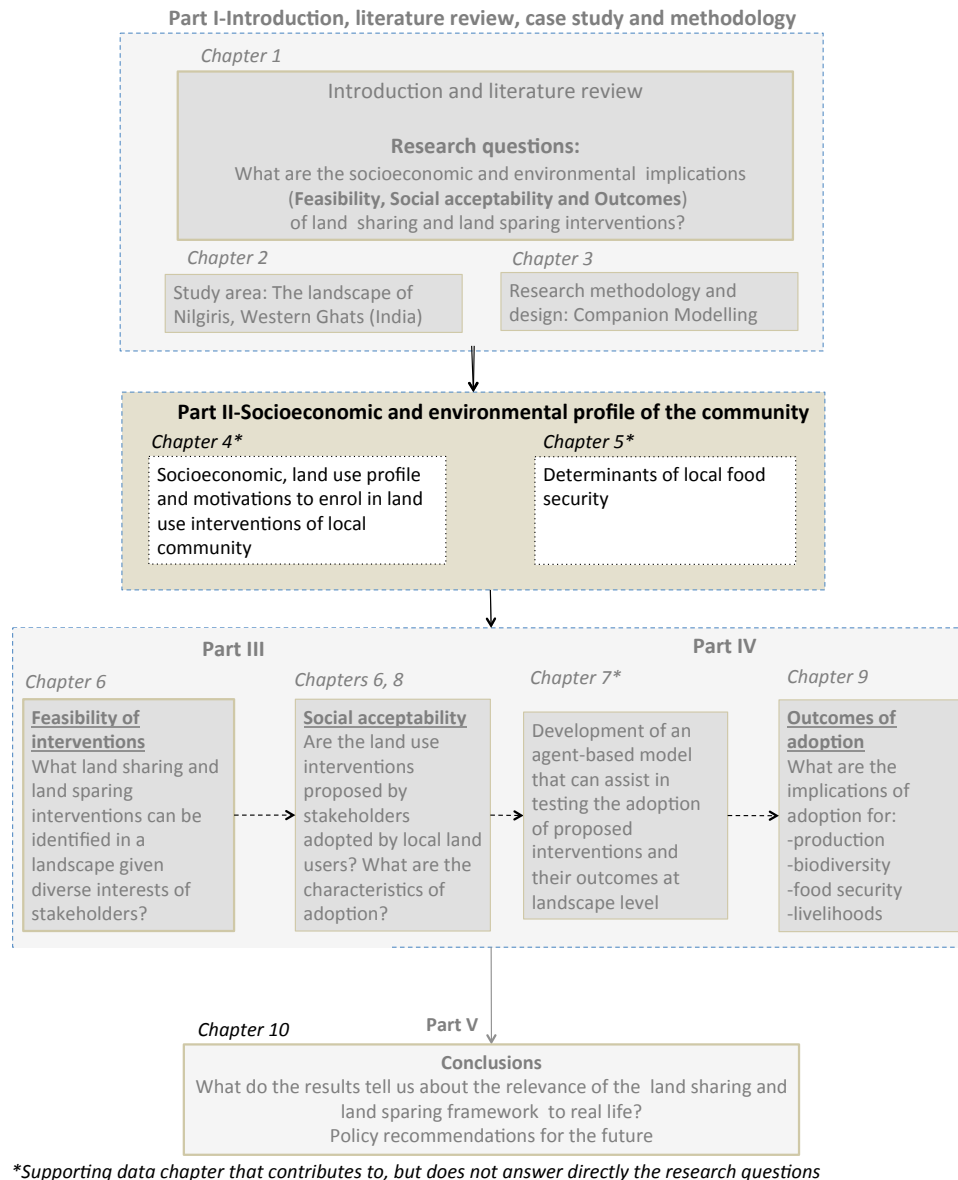 Part I-Introduction, literature review, case study and methodology
Chapter 1
Introduction and literature review
Research questions:
What are the socioeconomic and environmental implications
(Feasibility, Social acceptability and Outcomes)
of land sharing and land sparing interventions?
Chapter 2
Study area: The landscape of
Nilgiris, Western Ghats (India)
Chapter 3
Research methodology and
design: Companion Modelling
Part II-Socioeconomic and environmental profile of the community
Chapter 4*
Socioeconomic, land use profile
and motivations to enrol in land
use interventions of local
community
Chapter 5*
Determinants of local food
security
Part III
Part IV
Chapter 6
Feasibility of
interventions
What land sharing and
land sparing
interventions can be
identified in a
landscape given
diverse interests of
stakeholders?
Chapters 6, 8
Social acceptability
Are the land use
interventions
proposed by
stakeholders
adopted by local land
users? What are the
characteristics of
adoption?
Chapter 7*
Development of an
agent-based model
that can assist in
testing the adoption
of proposed
interventions and
their outcomes at
landscape level
Chapter 9
Outcomes of
adoption
What are the
implications of
adoption for:
-production
-biodiversity
-food security
-livelihoods
Part V
Chapter 10
Conclusions
What do the results tell us about the relevance of the land sharing and
land sparing framework to real life?
Policy recommendations for the future
*Supporting data chapter that contributes to, but does not answer directly the research questions